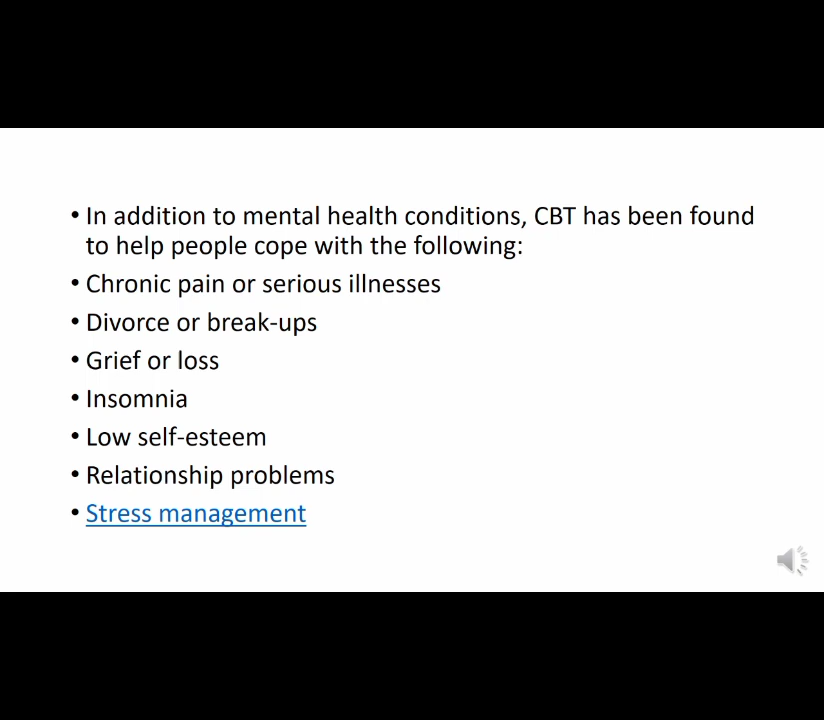 • In addition to mental health conditions, CBT has been found
to help people cope with the following:
• Chronic pain or serious illnesses
• Divorce or break-ups
• Grief or loss
• Insomnia
• Low self-esteem
• Relationship problems
• Stress management